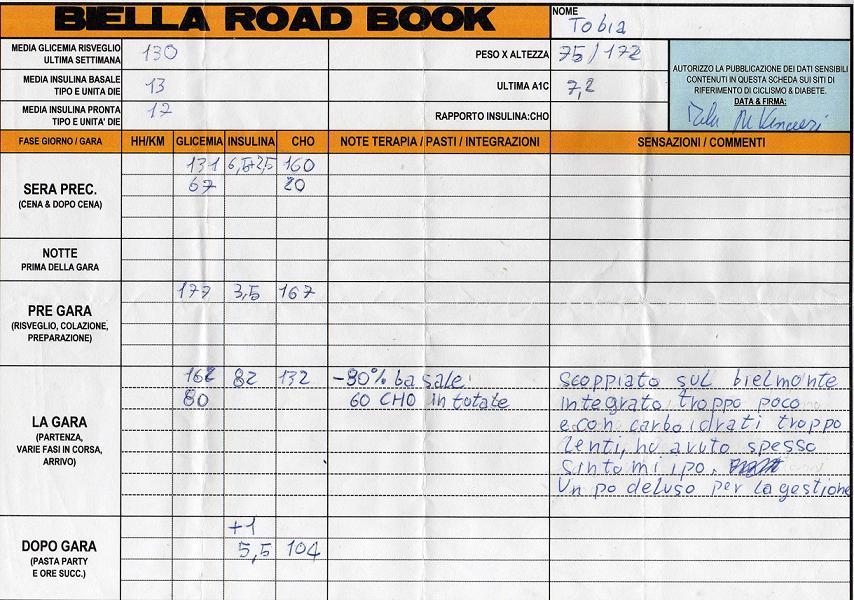 BIELLA ROAD BOOK
NOME
Tobia
MEDIA GLICEMIA RISVEGLIO
ULTIMA SETTIMANA
130
PESO X ALTEZZA
75/172
MEDIA INSULINA BASALE
TIPO E UNITA DIE
13
ULTIMA A1C
7,2
MEDIA INSULINA PRONTA
TIPO E UNITA' DIE
17
RAPPORTO INSULINA:CHO
AUTORIZZO LA PUBBLICAZIONE DEI DATI SENSIBILI
CONTENUTI IN QUESTA SCHEDA SUI SITI DI
RIFERIMENTO DI CICLISMO & DIABETE.
DATA & FIRMA:
FASE GIORNO / GARA HH/KM GLICEMIA INSULINA CHO NOTE TERAPIA / PASTI / INTEGRAZIONI SENSAZIONI / COMMENTI
SERA PREC.
(CENA & DOPO CENA)
131 6,5+2,5 160
67 20
NOTTE
PRIMA DELLA GARA
PRE GARA
(RISVEGLIO, COLAZIONE,
PREPARAZIONE)
177 3,5 167
LA GARA
(PARTENZA,
VARIE FASI IN CORSA,
ARRIVO)
162 82 132 -90% basale. scoppiato sul bielmonte
80 60 CHO in totale integrato troppo poco
e con carboidrati troppo
lenti, ho avuto spesso
sintomi ipo.
Un po deluso per la gestione
DOPO GARA
(PASTA PARTY
E ORE SUCC.)
+1
5,5 104